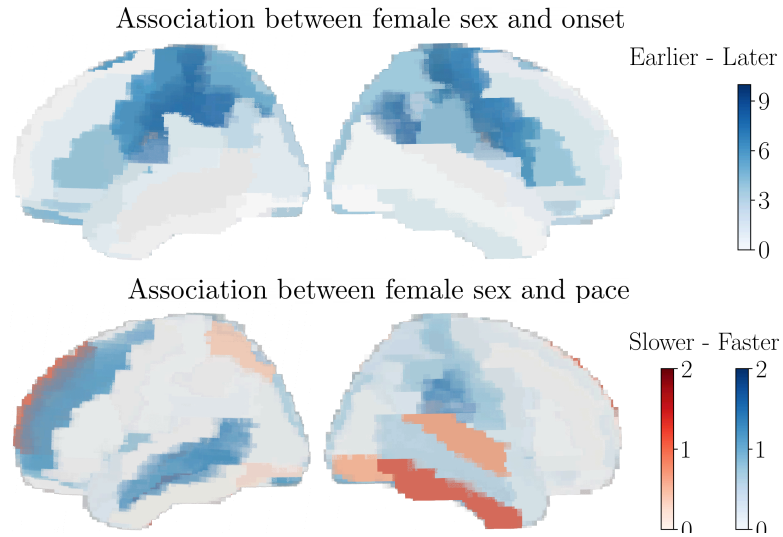 Association between female sex and onset
Earlier - Later
9
6
3
0
Association between female sex and pace
Slower - Faster
2 2
1 1
0 0